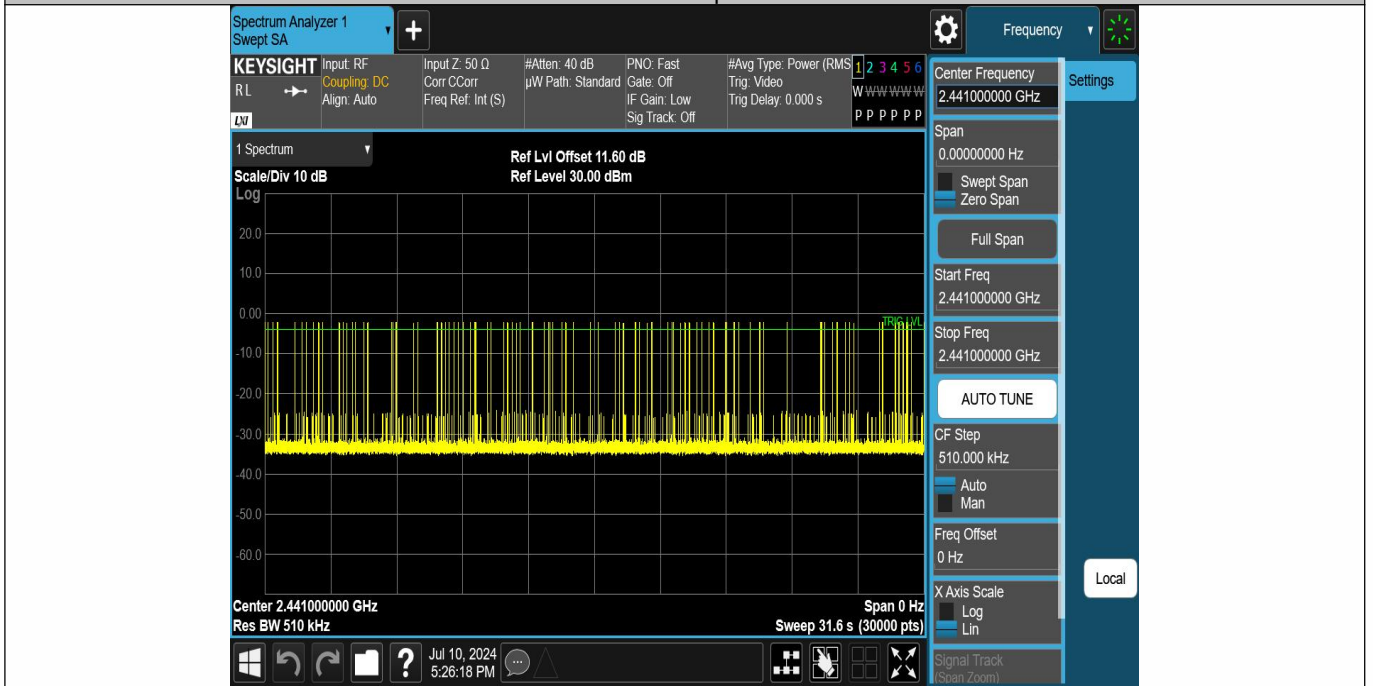 Spectrum Analyzer 1
Swept SA
+
Frequency
KEYSIGHT
RL
LXI
Input: RF
Coupling: DC
Align: Auto
Input Z: 50 Ω
Corr CCorr
Freq Ref: Int (S)
#Atten: 40 dB
µW Path: Standard
PNO: Fast
Gate: Off
IF Gain: Low
Sig Track: Off
#Avg Type: Power (RMS
Trig: Video
Trig Delay: 0.000 s
1 2 3 4 5 6
W W W W W W
P P P P P P
Center Frequency
2.441000000 GHz
Settings
Span
0.00000000 Hz
Swept Span
Zero Span
Full Span
Start Freq
2.441000000 GHz
Stop Freq
2.441000000 GHz
AUTO TUNE
CF Step
510.000 kHz
Auto
Man
Freq Offset
0 Hz
X Axis Scale
Log
Lin
Signal Track
(Span Zoom)
Local
1 Spectrum
Scale/Div 10 dB
Ref Lvl Offset 11.60 dB
Ref Level 30.00 dBm
Log
20.0
10.0
0.00
TRIG LVL
-10.0
-20.0
-30.0
-40.0
-50.0
-60.0
Center 2.441000000 GHz
Span 0 Hz
Res BW 510 kHz
Sweep 31.6 s (30000 pts)
?
Jul 10, 2024
5:26:18 PM